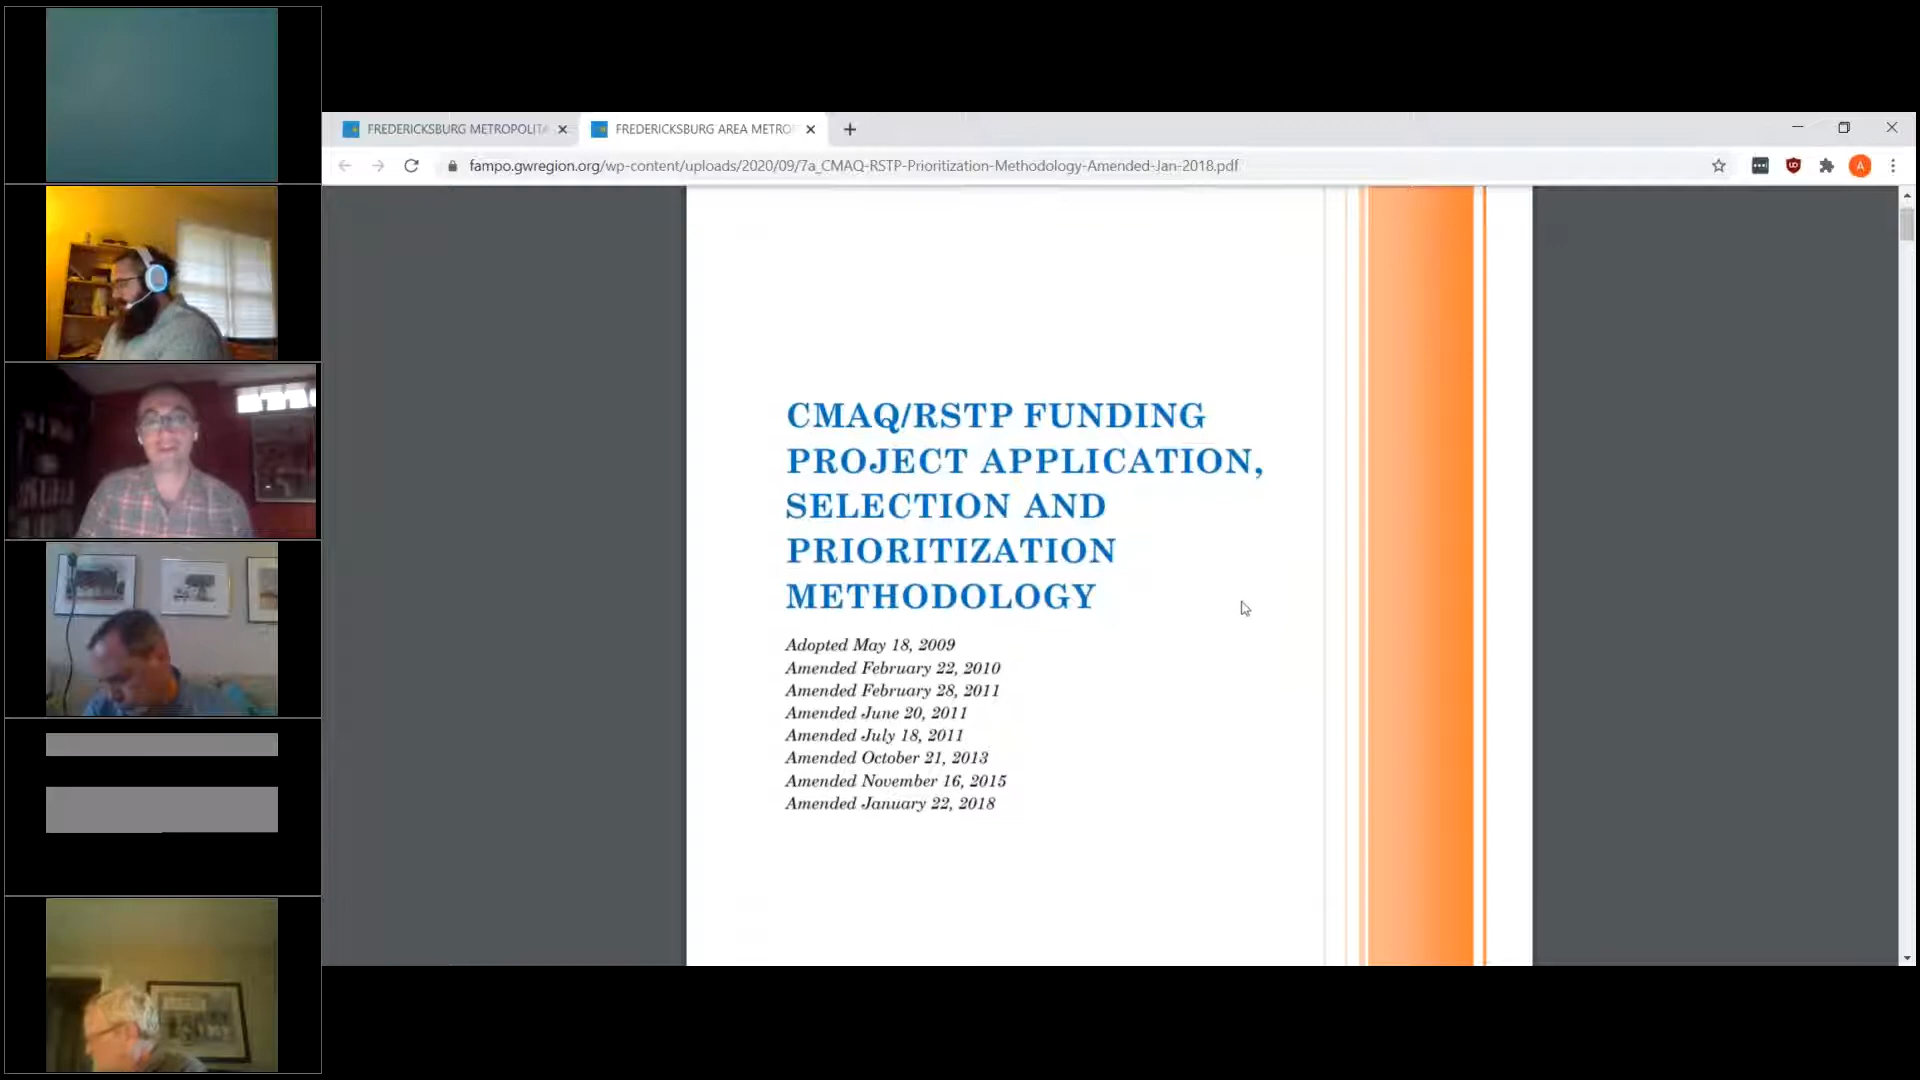 FREDERICKSBURG METROPOLITA
FREDERICKSBURG AREA METRO
fampo.gwregion.org/wp-content/uploads/2020/09/7a_CMAQ-RSTP-Prioritization-Methodology-Amended-Jan-2018.pdf
A
CMAQ/RSTP FUNDING
PROJECT APPLICATION,
SELECTION AND
PRIORITIZATION
METHODOLOGY
Adopted May 18, 2009
Amended February 22, 2010
Amended February 28, 2011
Amended June 20, 2011
Amended July 18, 2011
Amended October 21, 2013
Amended November 16, 2015
Amended January 22, 2018